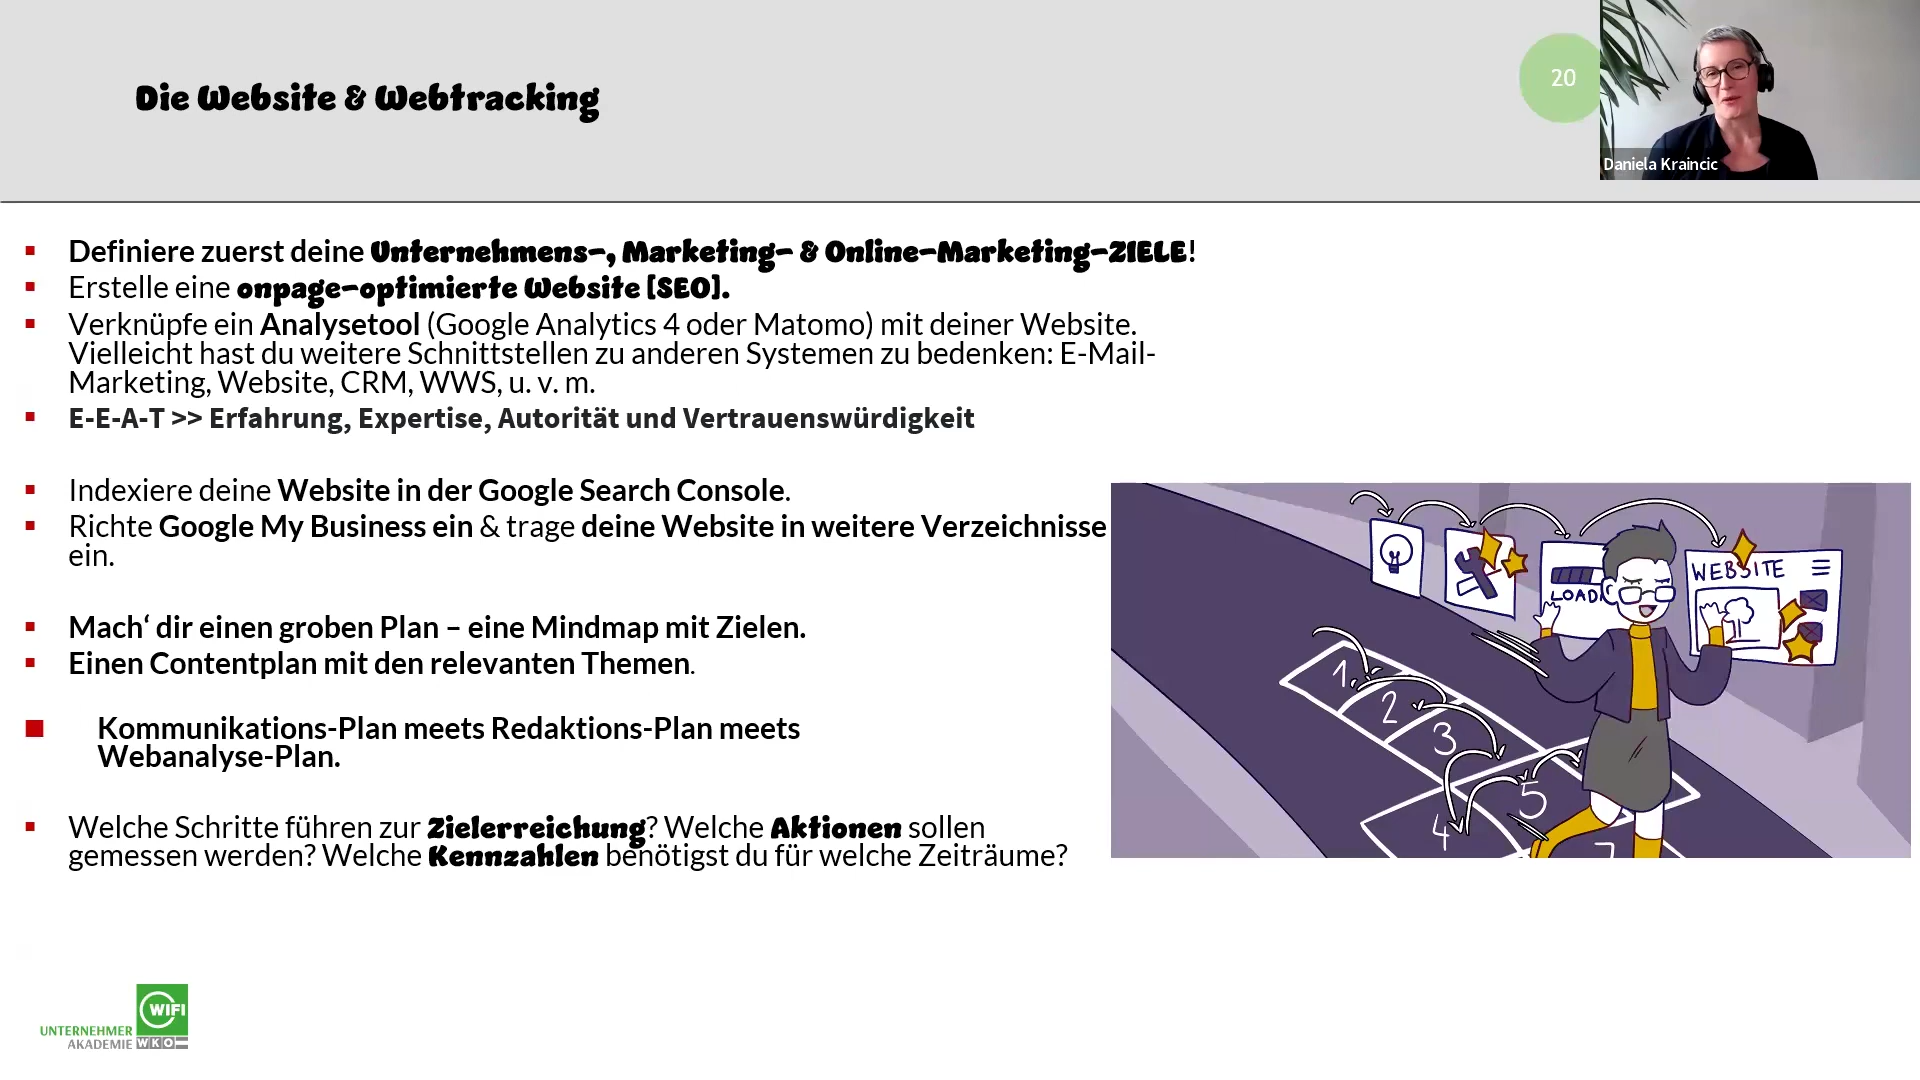 Die Website & Webtracking
20
Daniela Kraincic
Definiere zuerst deine Unternehmens-, Marketing- & Online-Marketing-ZIELE!
Erstelle eine onpage-optimierte Website [SEO].
Verknüpfe ein Analysetool (Google Analytics 4 oder Matomo) mit deiner Website.
Vielleicht hast du weitere Schnittstellen zu anderen Systemen zu bedenken: E-Mail-
Marketing, Website, CRM, WWS, u. v. m.
E-E-A-T >> Erfahrung, Expertise, Autorität und Vertrauenswürdigkeit
Indexiere deine Website in der Google Search Console.
Richte Google My Business ein & trage deine Website in weitere Verzeichnisse
ein.
Mach‘ dir einen groben Plan – eine Mindmap mit Zielen.
Einen Contentplan mit den relevanten Themen.
Kommunikations-Plan meets Redaktions-Plan meets
Webanalyse-Plan.
Welche Schritte führen zur Zielerreichung? Welche Aktionen sollen
gemessen werden? Welche Kennzahlen benötigst du für welche Zeiträume?
WEBSITE
LOADI
1.
2
3
4
5
7
WIFI
UNTERNEHMER
AKADEMIE WKO